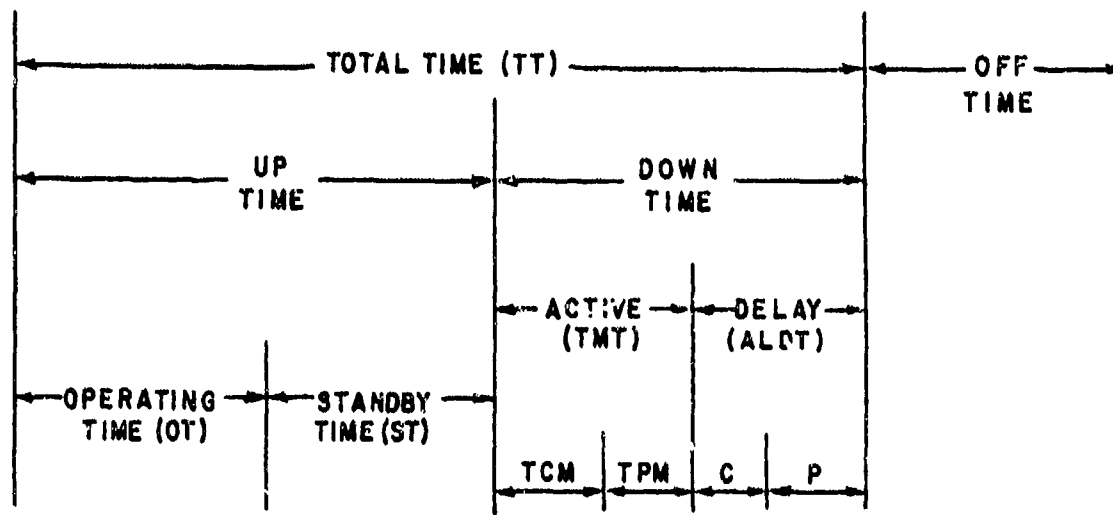 TOTAL TIME (TT)
OFF
TIME
UP
TIME
DOWN
TIME
ACTIVE
(TMT)
DELAY
(ALDT)
OPERATING
TIME (OT)
STANDBY
TIME (ST)
TCM
TPM
C
P